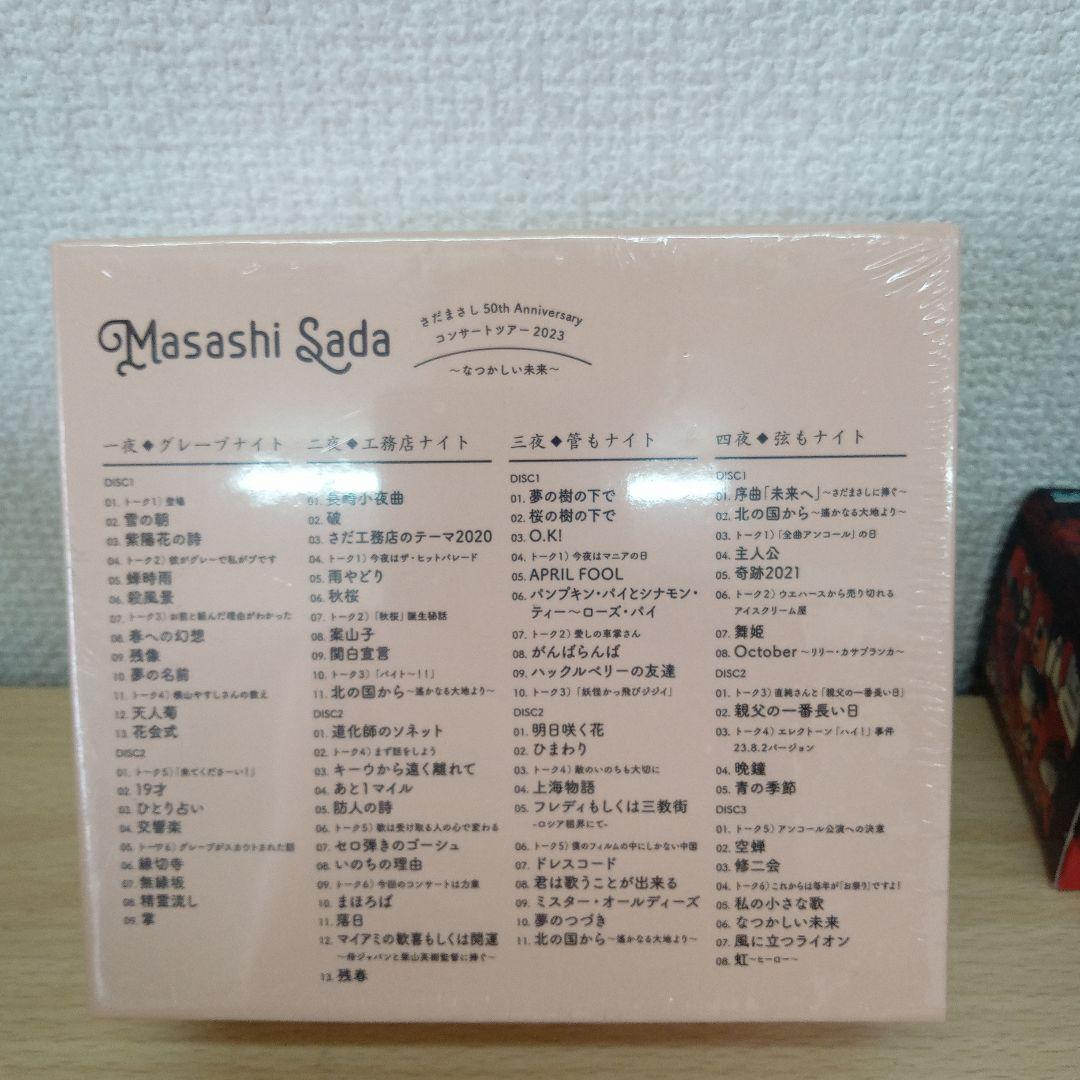 Masashi Sada
さだまさし 50th Anniversary
コンサートツアー 2023
〜なつかしい未来〜
一夜◆グレープナイト
DISC1
01. トーク1) 登場
02. 雪の朝
03. 紫陽花の詩
04. トーク2) 彼がグレーで私がプです
05. 蝉時雨
06. 殺風景
07. トーク3) お前と組んだ理由がわかった
08. 春への幻想
09. 残像
10. 夢の名前
11. トーク4) 横山やすしさんの教え
12. 天人菊
13. 花会式
DISC2
01. トーク5)「来てくださーい!」
02. 19才
03. ひとり占い
04. 交響楽
05. トーク6) グレープがスカウトされた話
06. 縁切寺
07. 無縁坂
08. 精霊流し
09. 掌
二夜◆工務店ナイト
01. 長崎小夜曲
02. 破
03. さだ工務店のテーマ2020
04. トーク1) 今夜はザ・ヒットパレード
05. 雨やどり
06. 秋桜
07. トーク2)「秋桜」誕生秘話
08. 案山子
09. 関白宣言
10. トーク3)「バイト〜!!」
11. 北の国から〜遙かなる大地より〜
DISC2
01. 道化師のソネット
02. トーク4) まず話をしよう
03. キーウから遠く離れて
04. あと1マイル
05. 防人の詩
06. トーク5) 歌は受け取る人の心で変わる
07. セロ弾きのゴーシュ
08. いのちの理由
09. トーク6) 今回のコンサートは力業
10. まほろば
11. 落日
12. マイアミの歓喜もしくは開運
〜侍ジャパンと栗山英樹監督に捧ぐ〜
13. 残春
三夜◆管もナイト
DISC1
01. 夢の樹の下で
02. 桜の樹の下で
03. O.K!
04. トーク1) 今夜はマニアの日
05. APRIL FOOL
06. パンプキン・パイとシナモン・
ティー〜ローズ・パイ
07. トーク2) 愛しの車掌さん
08. がんばらんば
09. ハックルベリーの友達
10. トーク3)「妖怪かっ飛びジジイ」
DISC2
01. 明日咲く花
02. ひまわり
03. トーク4) 敵のいのちも大切に
04. 上海物語
05. フレディもしくは三教街
-ロシア租界にて-
06. トーク5) 僕のフィルムの中にしかない中国
07. ドレスコード
08. 君は歌うことが出来る
09. ミスター・オールディーズ
10. 夢のつづき
11. 北の国から〜遙かなる大地より〜
四夜◆弦もナイト
DISC1
01. 序曲「未来へ」〜さだまさしに捧ぐ〜
02. 北の国から〜遙かなる大地より〜
03. トーク1)「全曲アンコール」の日
04. 主人公
05. 奇跡2021
06. トーク2) ウエハースから売り切れる
アイスクリーム屋
07. 舞姫
08. October 〜リリー・カサブランカ〜
DISC2
01. トーク3) 直純さんと「親父の一番長い日」
02. 親父の一番長い日
03. トーク4) エレクトーン「ハイ!」事件
23.8.2バージョン
04. 晩鐘
05. 青の季節
DISC3
01. トーク5) アンコール公演への決意
02. 空蝉
03. 修二会
04. トーク6) これからは毎年が「お祭り」ですよ!
05. 私の小さな歌
06. なつかしい未来
07. 風に立つライオン
08. 虹〜ヒーロー〜